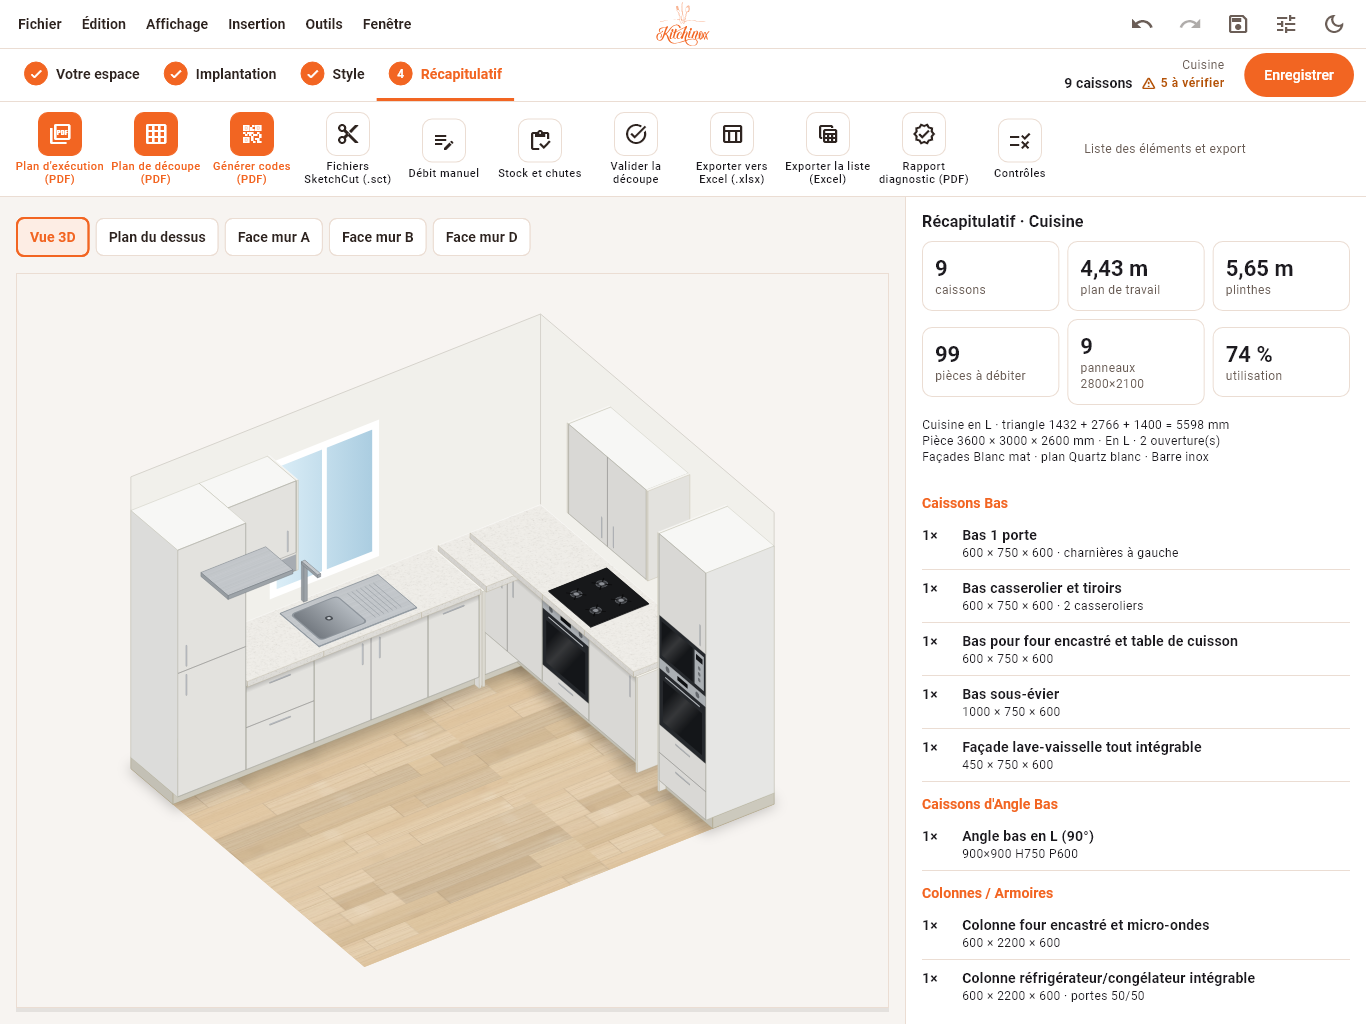 Fichier Édition Affichage Insertion Outils Fenêtre
Kitchinox
Votre espace Implantation Style 4 Récapitulatif
Cuisine
9 caissons 5 à vérifier
Enregistrer
Plan d'exécution (PDF)
Plan de découpe (PDF)
Générer codes (PDF)
Fichiers SketchCut (.sct)
Débit manuel
Stock et chutes
Valider la découpe
Exporter vers Excel (.xlsx)
Exporter la liste (Excel)
Rapport diagnostic (PDF)
Contrôles
Liste des éléments et export
Vue 3D Plan du dessus Face mur A Face mur B Face mur D
Récapitulatif · Cuisine
9
caissons
4,43 m
plan de travail
5,65 m
plinthes
99
pièces à débiter
9
panneaux
2800×2100
74 %
utilisation
Cuisine en L · triangle 1432 + 2766 + 1400 = 5598 mm
Pièce 3600 × 3000 × 2600 mm · En L · 2 ouverture(s)
Façades Blanc mat · plan Quartz blanc · Barre inox
Caissons Bas
1× Bas 1 porte
600 × 750 × 600 · charnières à gauche
1× Bas casserolier et tiroirs
600 × 750 × 600 · 2 casseroliers
1× Bas pour four encastré et table de cuisson
600 × 750 × 600
1× Bas sous-évier
1000 × 750 × 600
1× Façade lave-vaisselle tout intégrable
450 × 750 × 600
Caissons d'Angle Bas
1× Angle bas en L (90°)
900×900 H750 P600
Colonnes / Armoires
1× Colonne four encastré et micro-ondes
600 × 2200 × 600
1× Colonne réfrigérateur/congélateur intégrable
600 × 2200 × 600 · portes 50/50